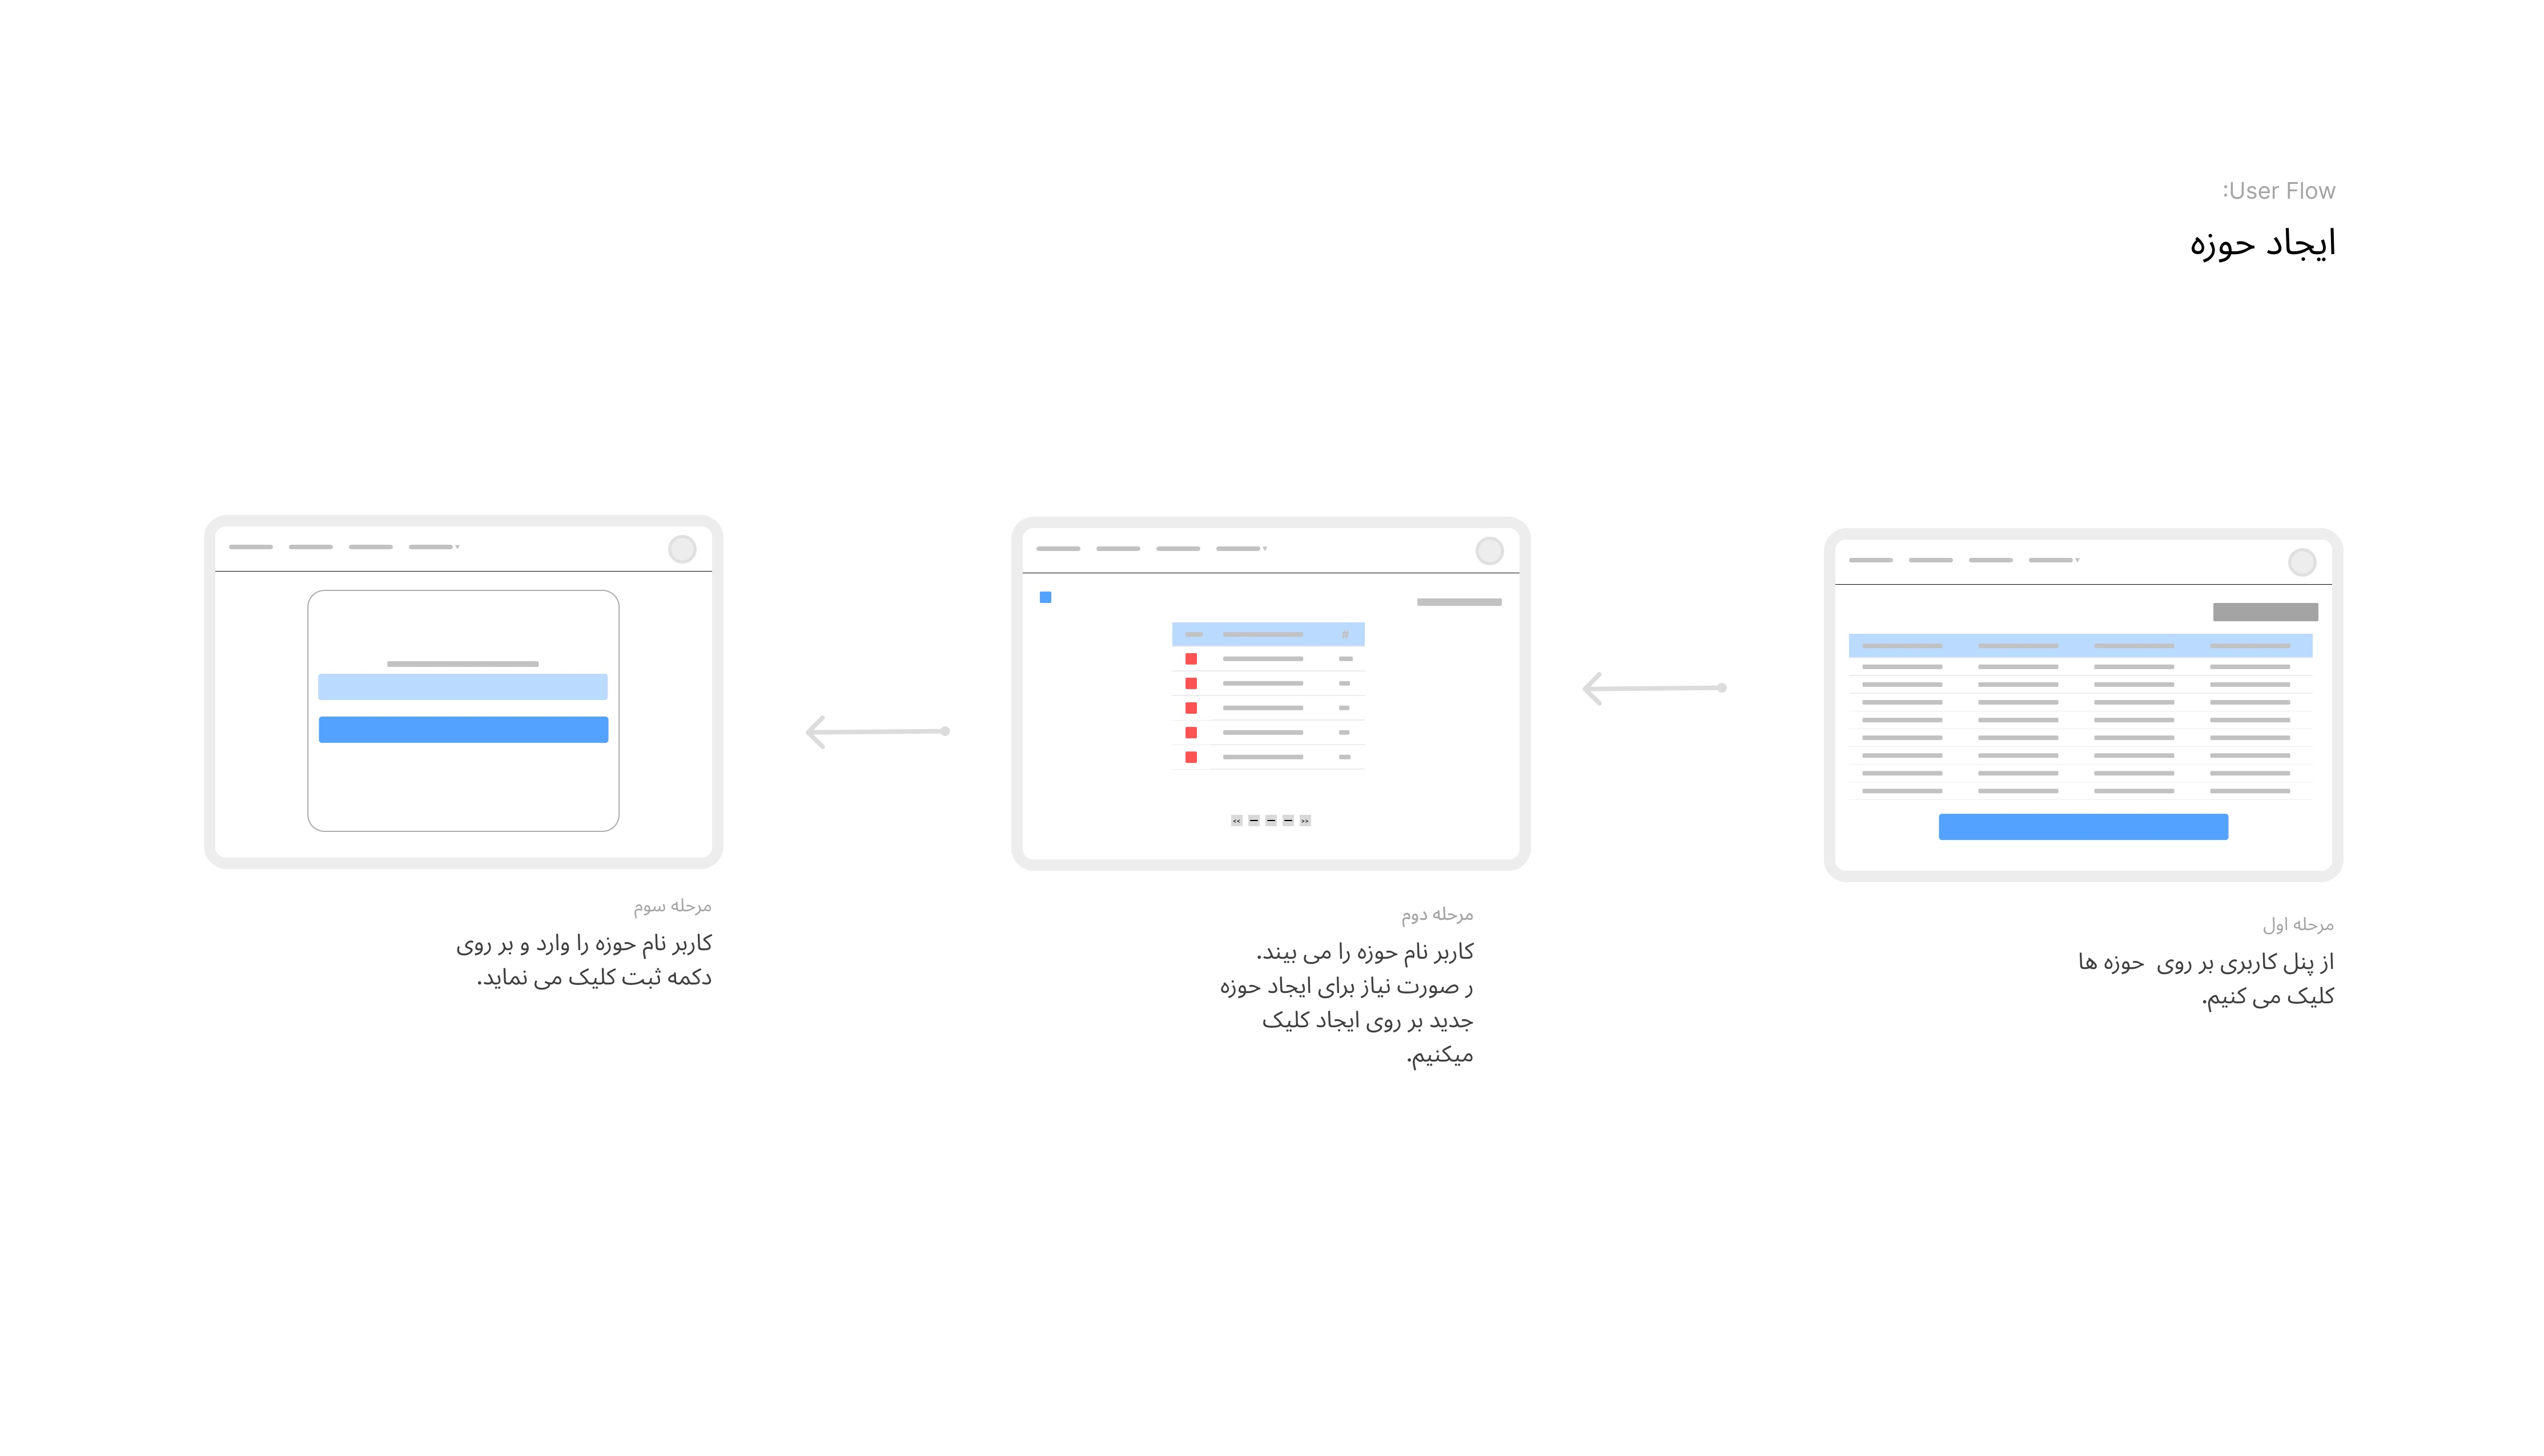 User Flow:
ایجاد حوزه
#
<<
>>
مرحله اول
از پنل کاربری بر روی  حوزه ها
کلیک می کنیم.
مرحله دوم
کاربر نام حوزه را می بیند.
ر صورت نیاز برای ایجاد حوزه
جدید بر روی ایجاد کلیک
میکنیم.
مرحله سوم
کاربر نام حوزه را وارد و بر روی
دکمه ثبت کلیک می نماید.